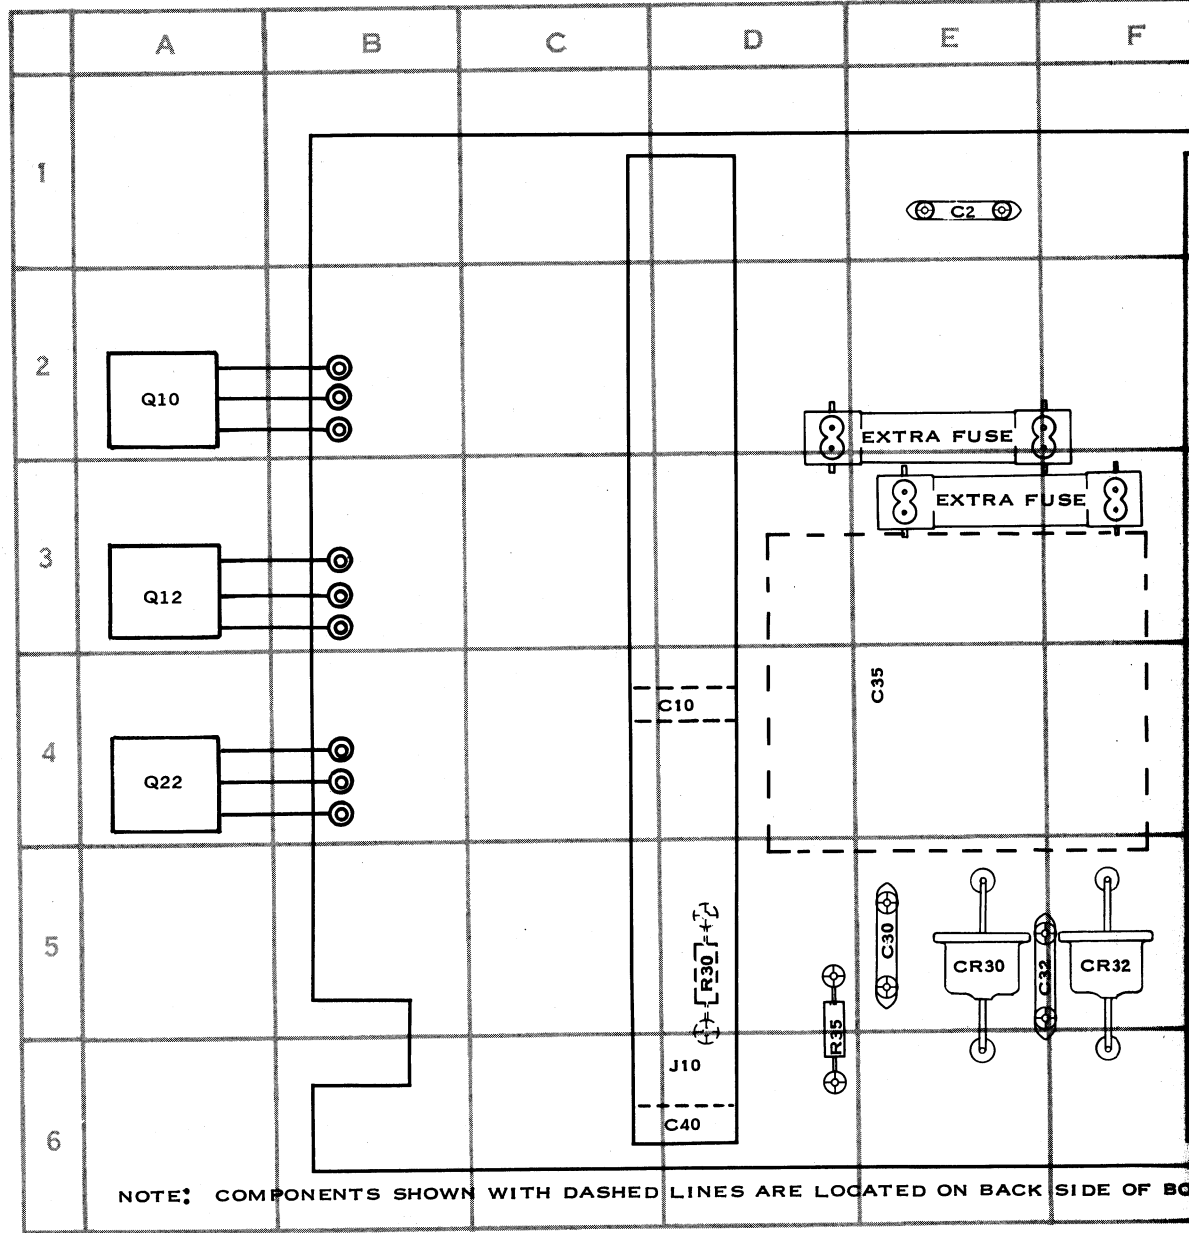 A B C D E F
1
C2
2
Q10
EXTRA FUSE
EXTRA FUSE
3
Q12
C35
C10
4
Q22
5
C30
R30
CR30
C32
CR32
R35
J10
C40
6
NOTE: COMPONENTS SHOWN WITH DASHED LINES ARE LOCATED ON BACK SIDE OF BO